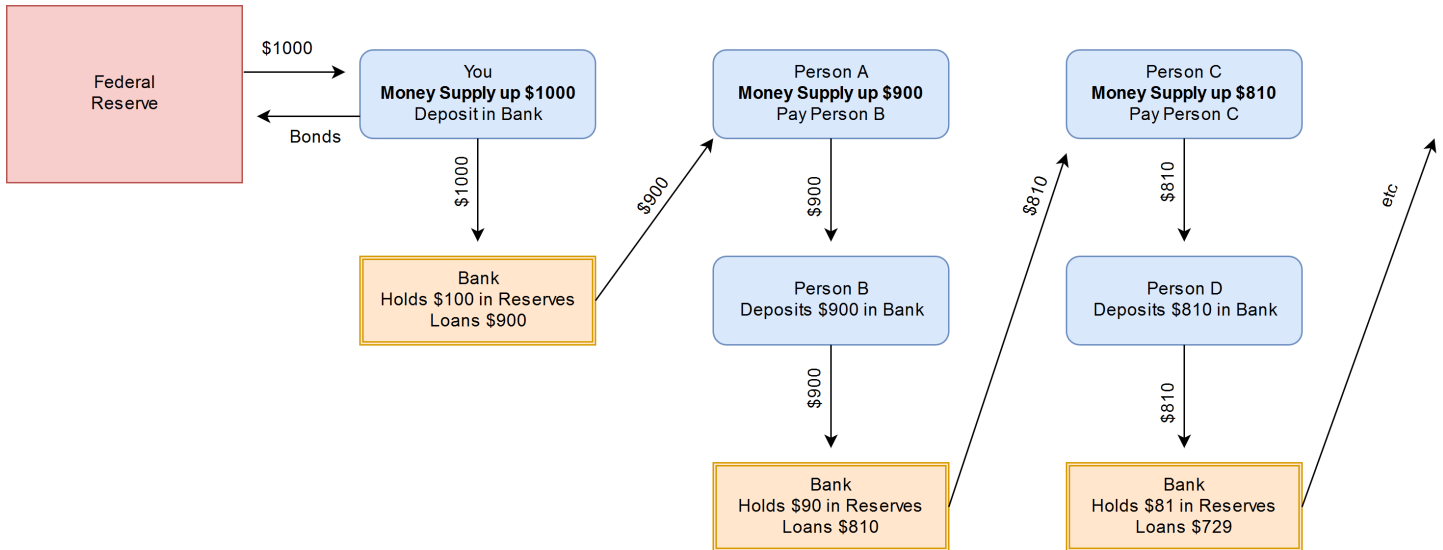 Federal
Reserve
$1000
Bonds
You
Money Supply up $1000
Deposit in Bank
$1000
Bank
Holds $100 in Reserves
Loans $900
$900
Person A
Money Supply up $900
Pay Person B
$900
Person B
Deposits $900 in Bank
$900
Bank
Holds $90 in Reserves
Loans $810
$810
Person C
Money Supply up $810
Pay Person C
$810
Person D
Deposits $810 in Bank
$810
Bank
Holds $81 in Reserves
Loans $729
etc